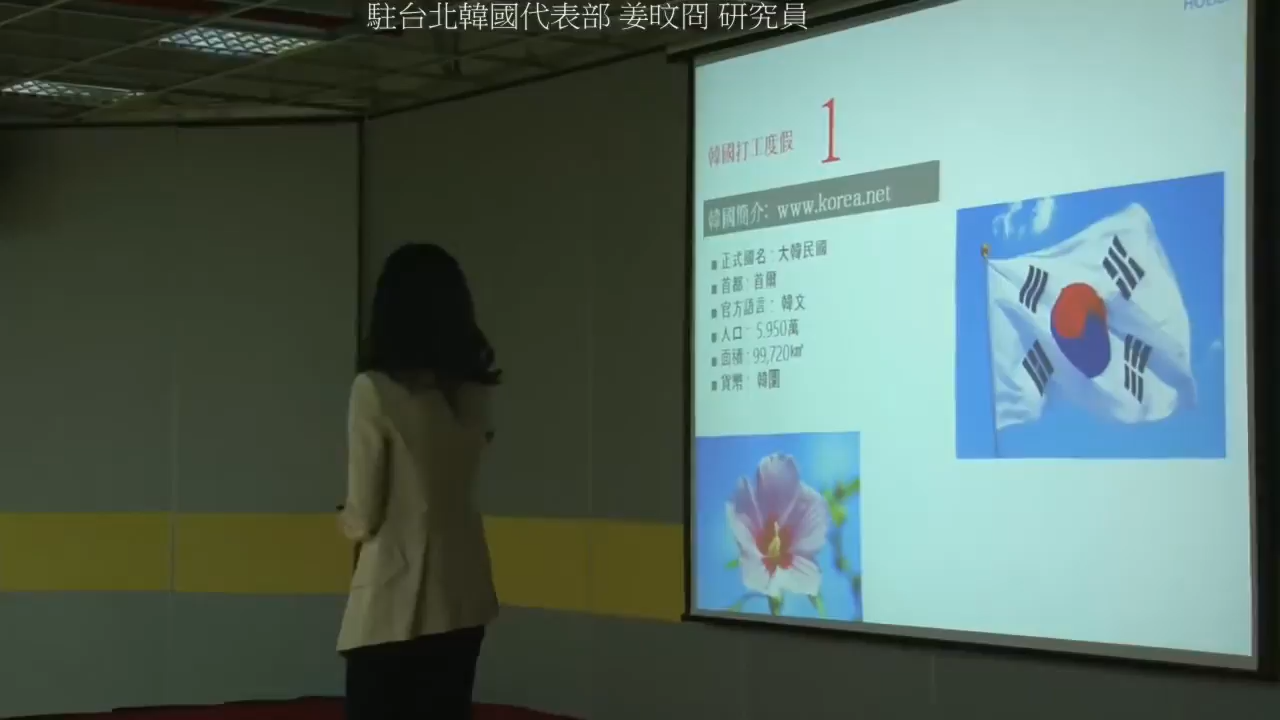 駐台北韓國代表部 姜旼冏 研究員
韓國打工度假 1
韓國簡介: www.korea.net
正式國名 : 大韓民國
首都 : 首爾
官方語言 : 韓文
人口 : 5,950萬
面積 : 99,720㎢
貨幣 : 韓圜